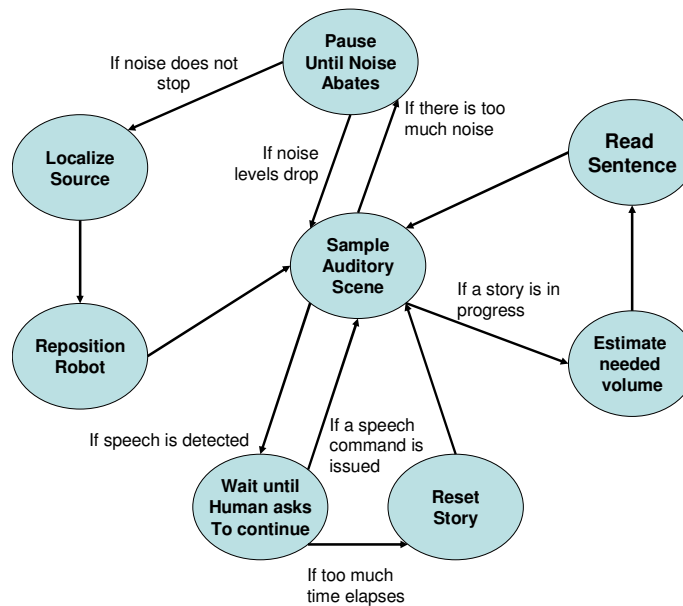 Pause
Until Noise
Abates
If noise does not
stop
If there is too
much noise
Localize
Source
If noise
levels drop
Read
Sentence
Sample
Auditory
Scene
If a story is in
progress
Reposition
Robot
Estimate
needed
volume
If speech is detected
If a speech
command is
issued
Wait until
Human asks
To continue
Reset
Story
If too much
time elapses